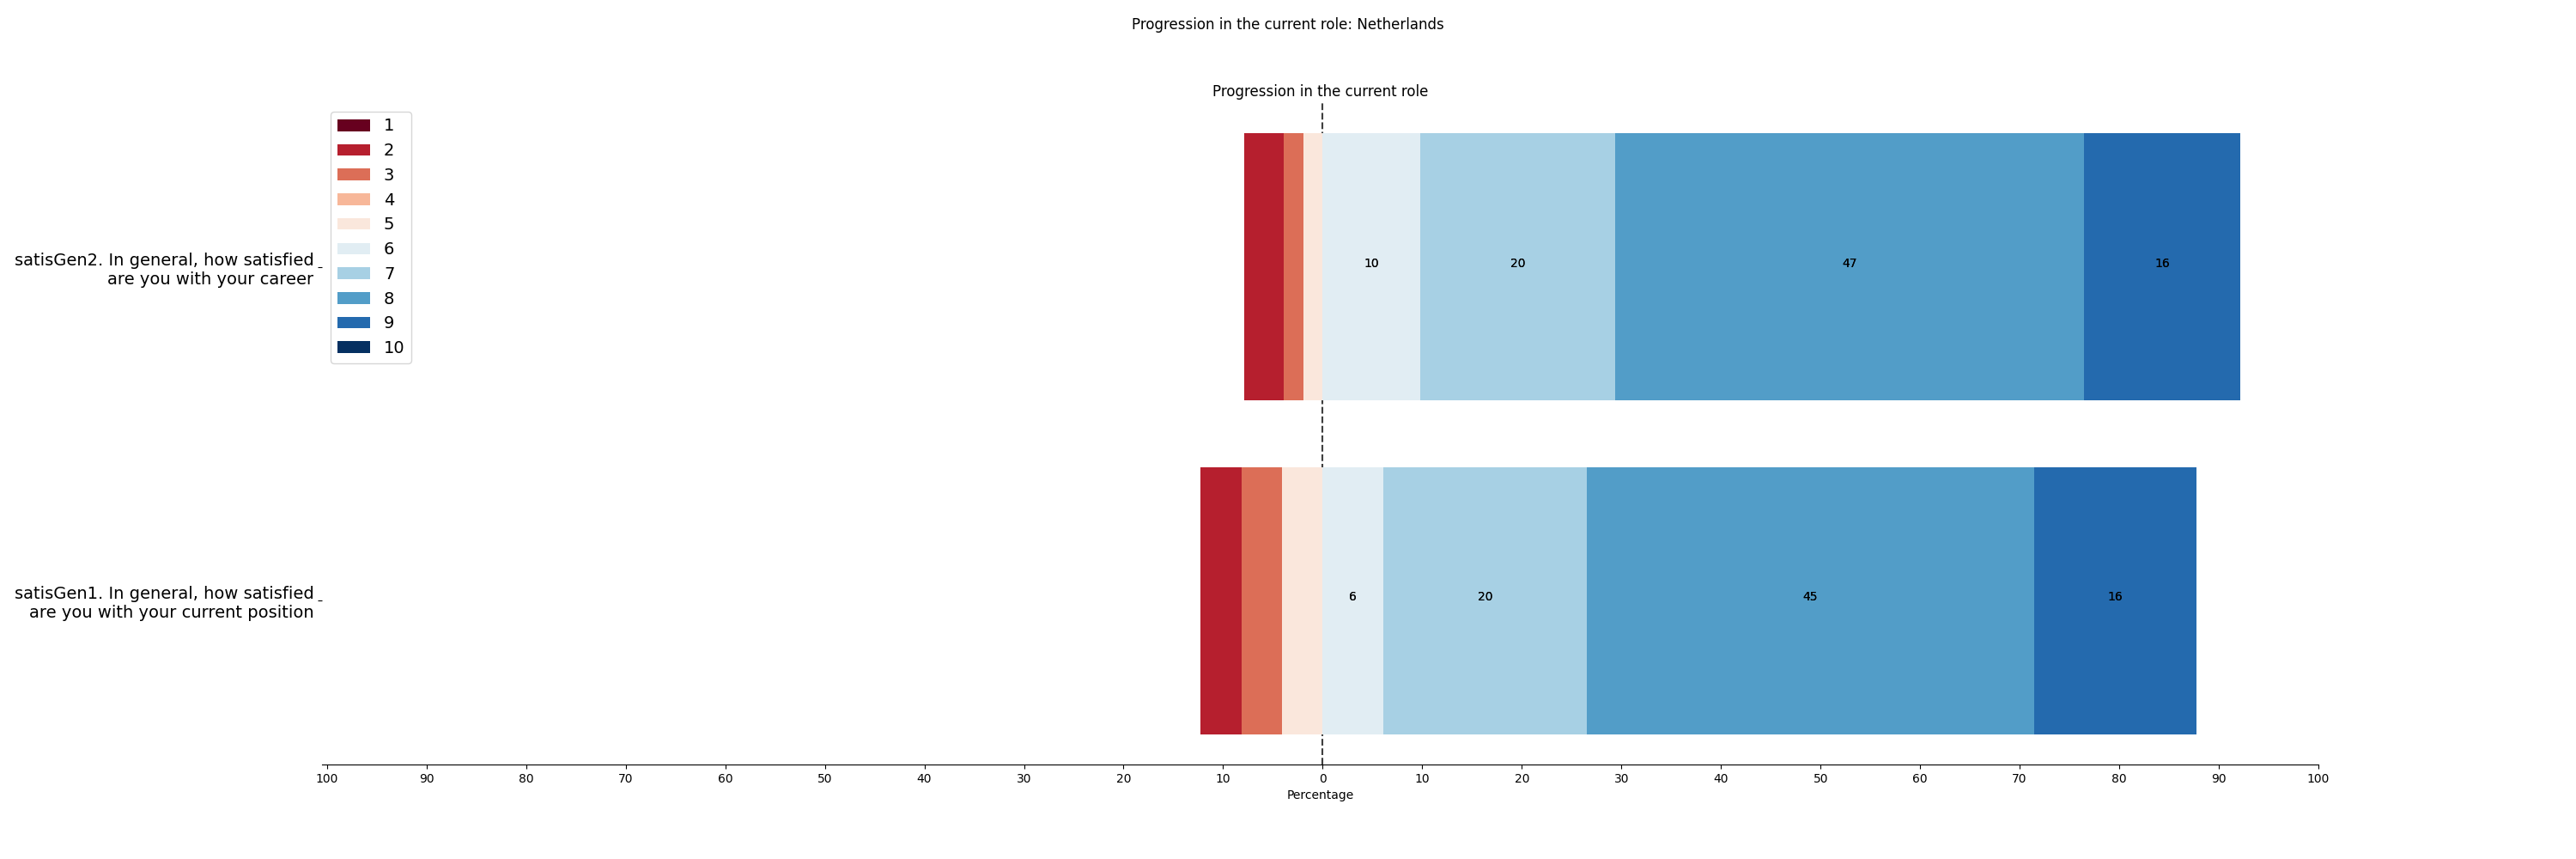 Progression in the current role: Netherlands
Progression in the current role
1
2
3
4
5
6
7
8
9
10
satisGen2. In general, how satisfied
are you with your career
10 20 47 16
satisGen1. In general, how satisfied
are you with your current position
6 20 45 16
100 90 80 70 60 50 40 30 20 10 0 10 20 30 40 50 60 70 80 90 100
Percentage